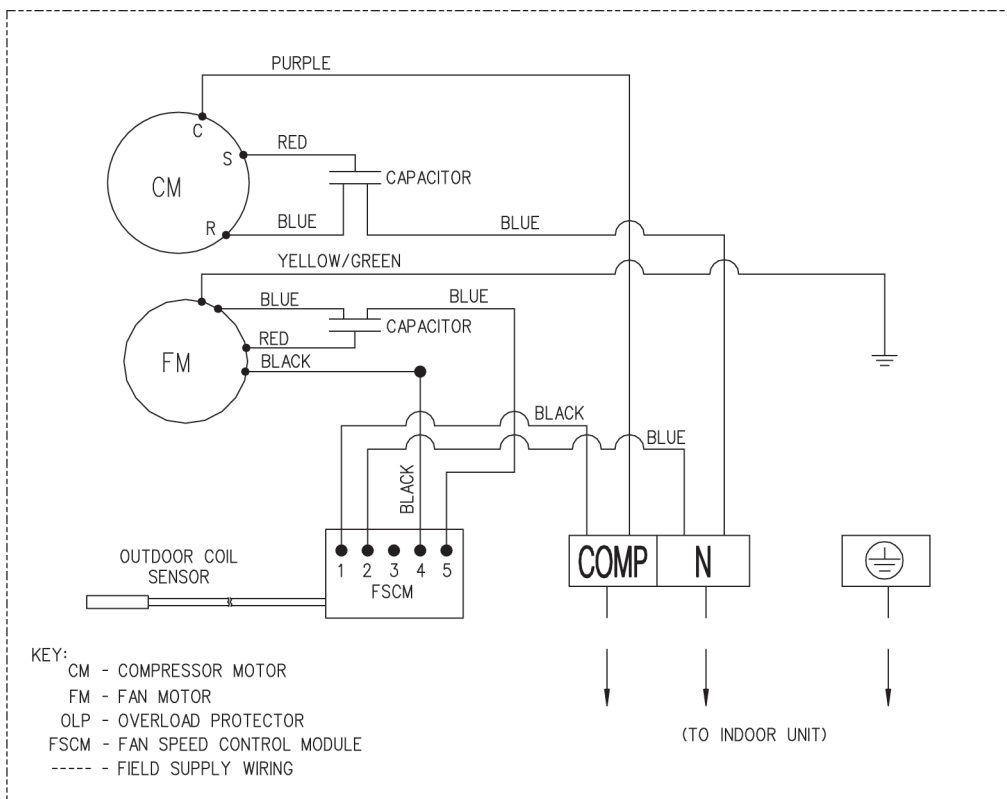 PURPLE
C
RED
S
CAPACITOR
CM
R
BLUE
BLUE
YELLOW/GREEN
BLUE
BLUE
CAPACITOR
RED
FM
BLACK
BLACK
BLUE
BLACK
OUTDOOR COIL
SENSOR
1 2 3 4 5
FSCM
COMP N
KEY:
CM - COMPRESSOR MOTOR
FM - FAN MOTOR
OLP - OVERLOAD PROTECTOR
FSCM - FAN SPEED CONTROL MODULE
----- - FIELD SUPPLY WIRING
(TO INDOOR UNIT)